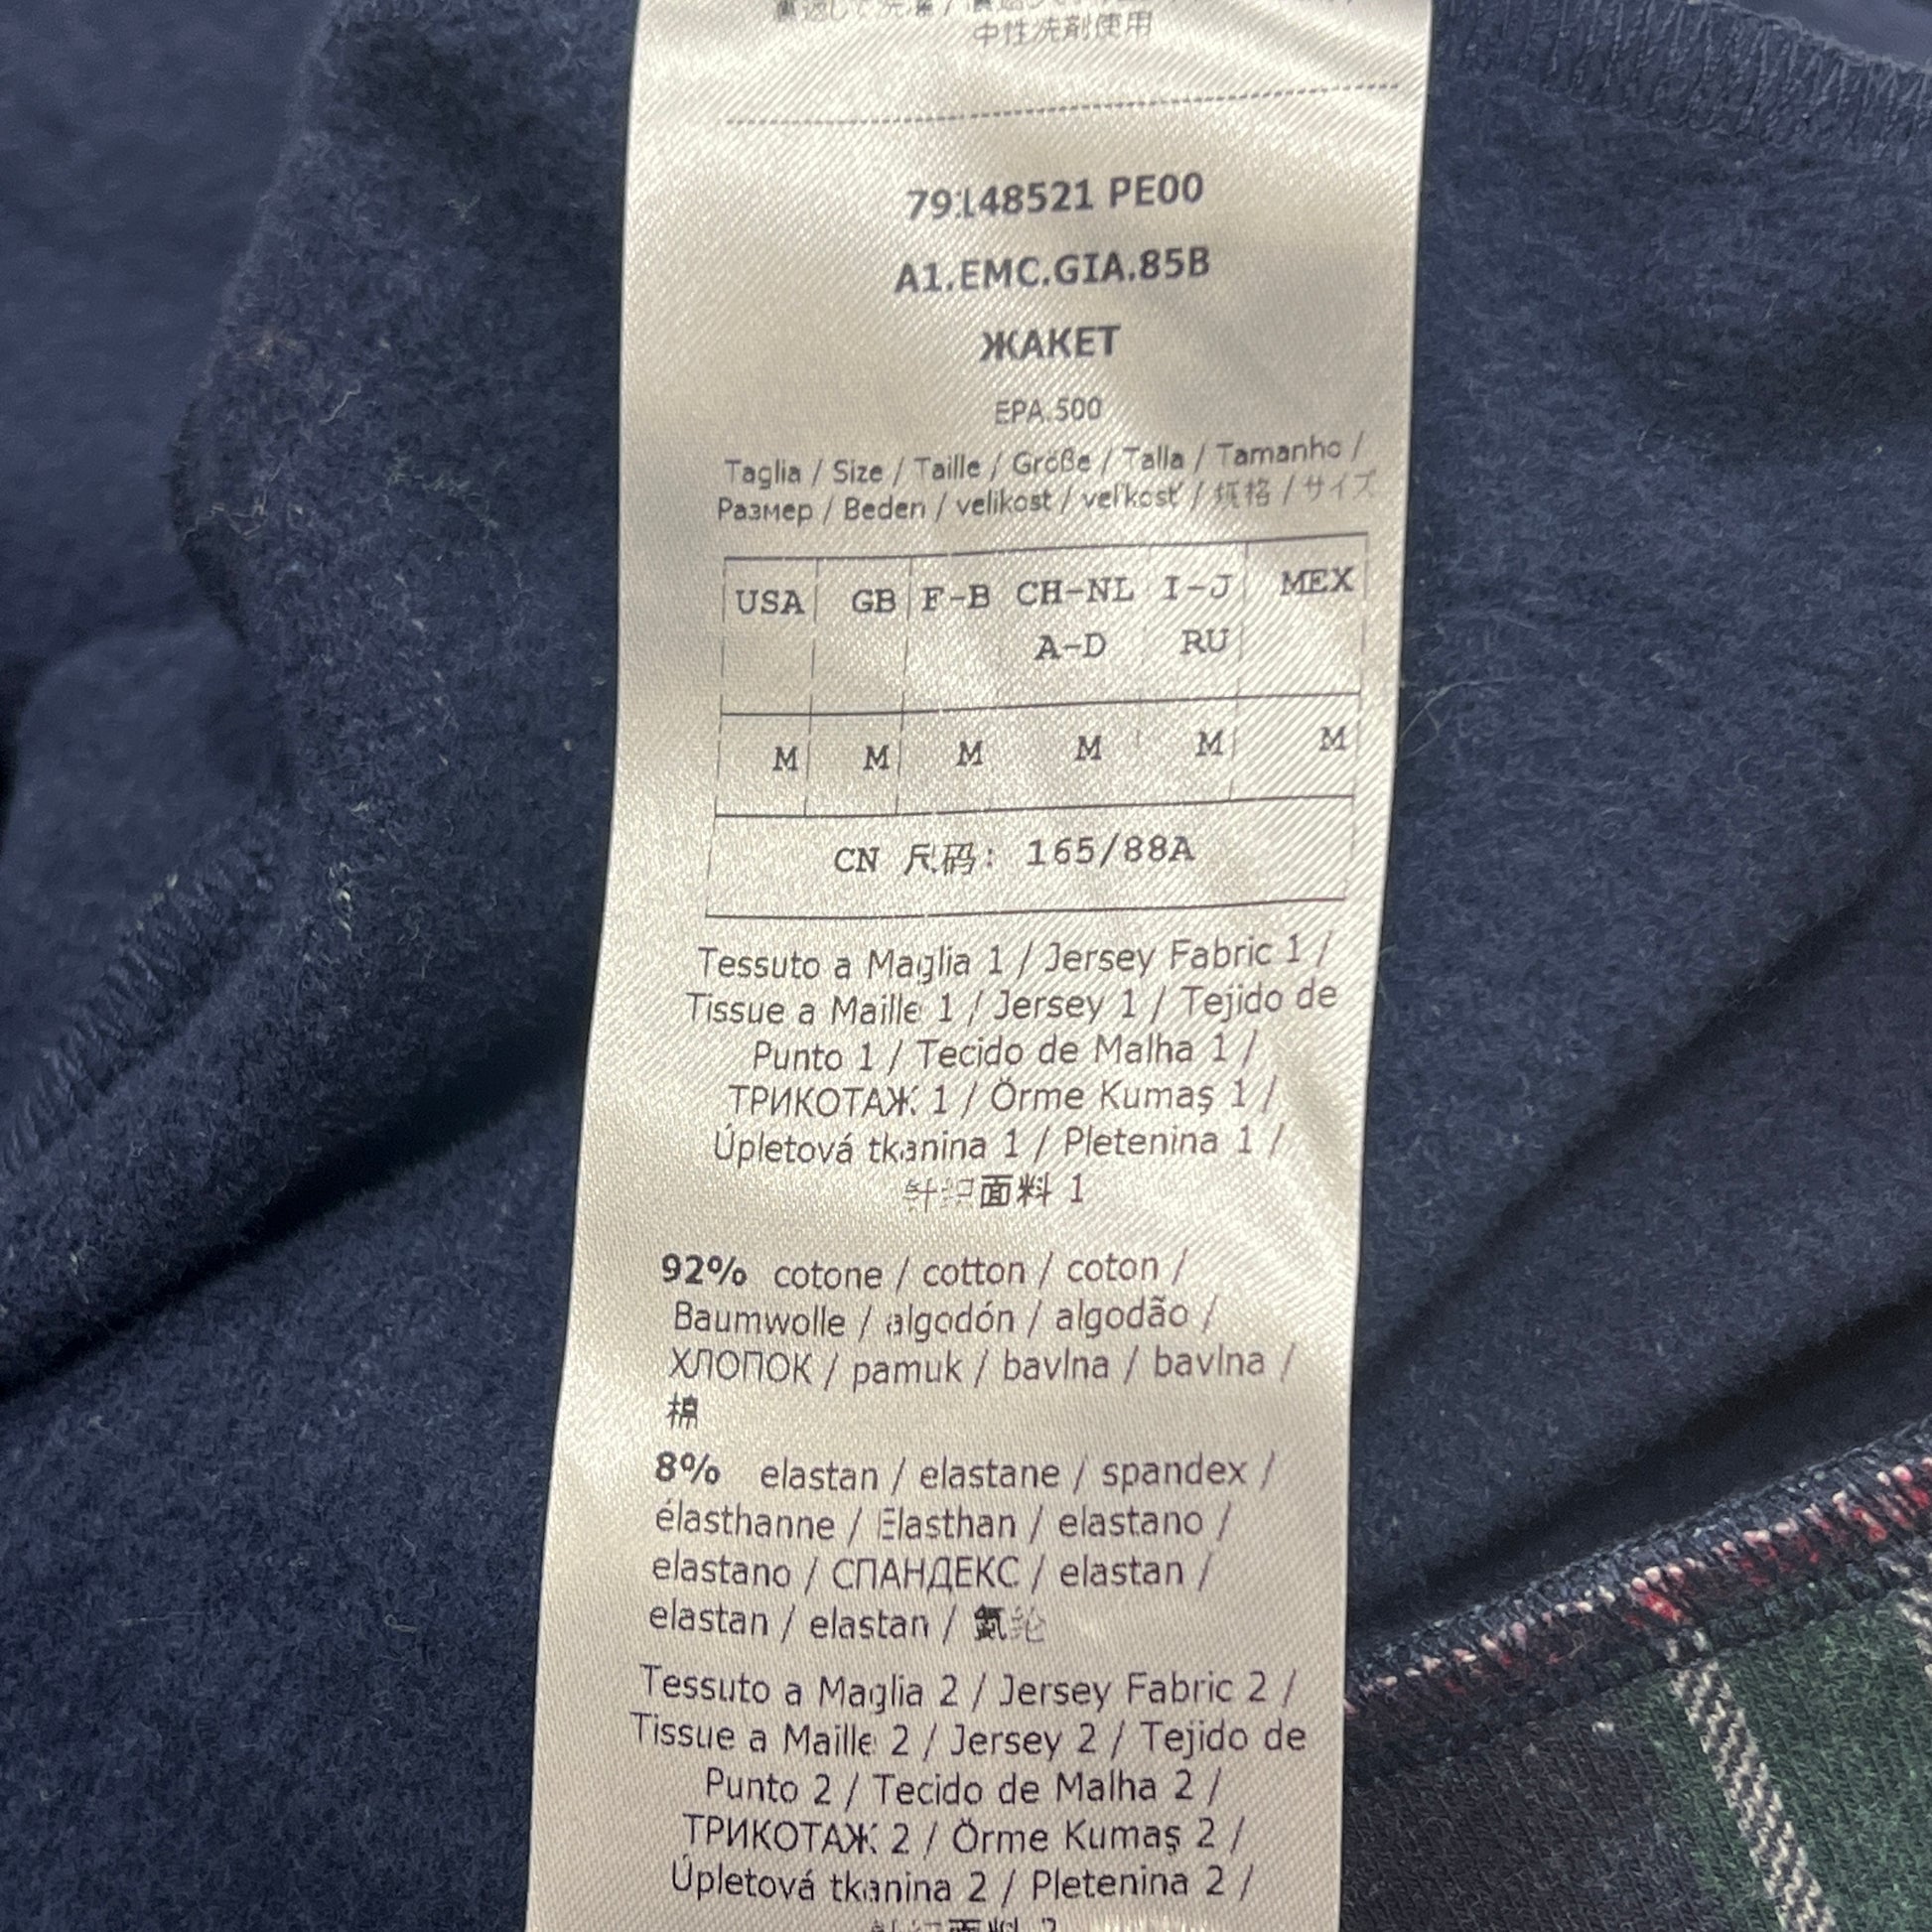 中性洗剤使用
79148521 PE00
A1.EMC.GIA.85B
ЖАКЕТ
EPA.500
Taglia / Size / Taille / Größe / Talla / Tamanho /
Размер / Beden / velikost / veľkosť / 规格 / サイズ
USA GB F-B CH-NL I-J MEX
A-D RU
M M M M M M
CN 尺码: 165/88A
Tessuto a Maglia 1 / Jersey Fabric 1 /
Tissue a Maille 1 / Jersey 1 / Tejido de
Punto 1 / Tecido de Malha 1 /
ТРИКОТАЖ 1 / Örme Kumaş 1 /
Úpletová tkanina 1 / Pletenina 1 /
针织面料 1
92% cotone / cotton / coton /
Baumwolle / algodón / algodão /
ХЛОПОК / pamuk / bavlna / bavlna /
棉
8% elastan / elastane / spandex /
élasthanne / Elasthan / elastano /
elastano / СПАНДЕКС / elastan /
elastan / elastan / 氨纶
Tessuto a Maglia 2 / Jersey Fabric 2 /
Tissue a Maille 2 / Jersey 2 / Tejido de
Punto 2 / Tecido de Malha 2 /
ТРИКОТАЖ 2 / Örme Kumaş 2 /
Úpletová tkanina 2 / Pletenina 2 /